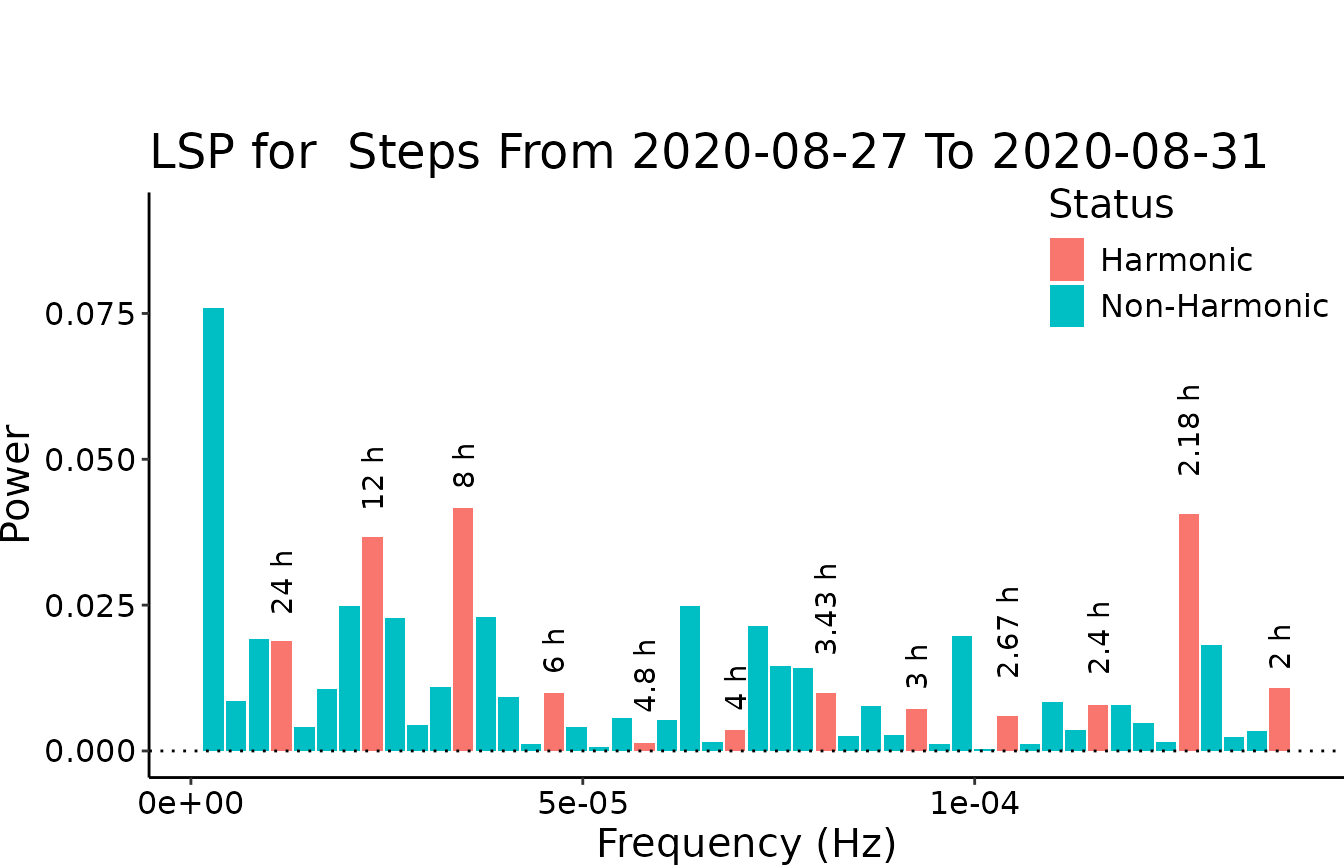 LSP for  Steps From 2020-08-27 To 2020-08-31
Status
Harmonic
Non-Harmonic
Power
0.075
0.050
0.025
0.000
24 h
12 h
8 h
6 h
4.8 h
4 h
3.43 h
3 h
2.67 h
2.4 h
2.18 h
2 h
0e+00
5e-05
1e-04
Frequency (Hz)